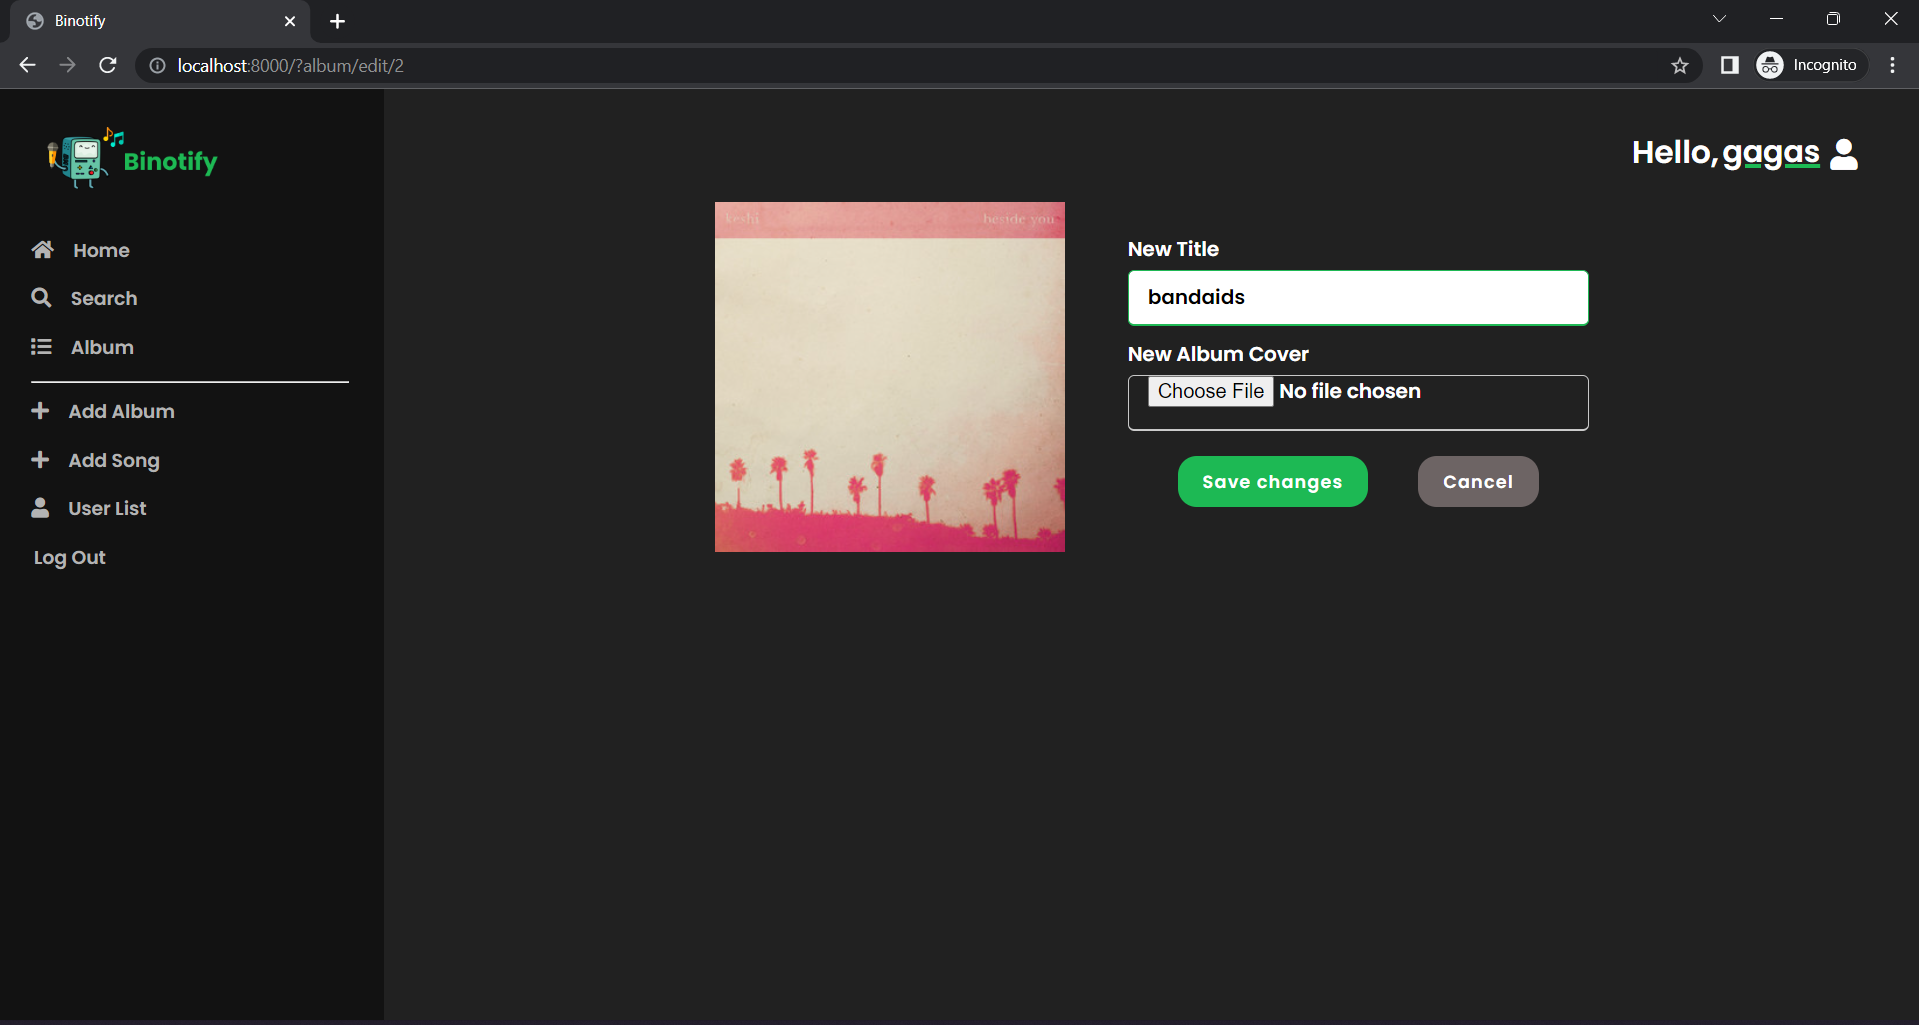 Binotify
localhost:8000/?album/edit/2
Incognito
Binotify
Hello, gagas
Home
Search
Album
Add Album
Add Song
User List
Log Out
keshi
beside you
New Title
bandaids
New Album Cover
Choose File No file chosen
Save changes
Cancel